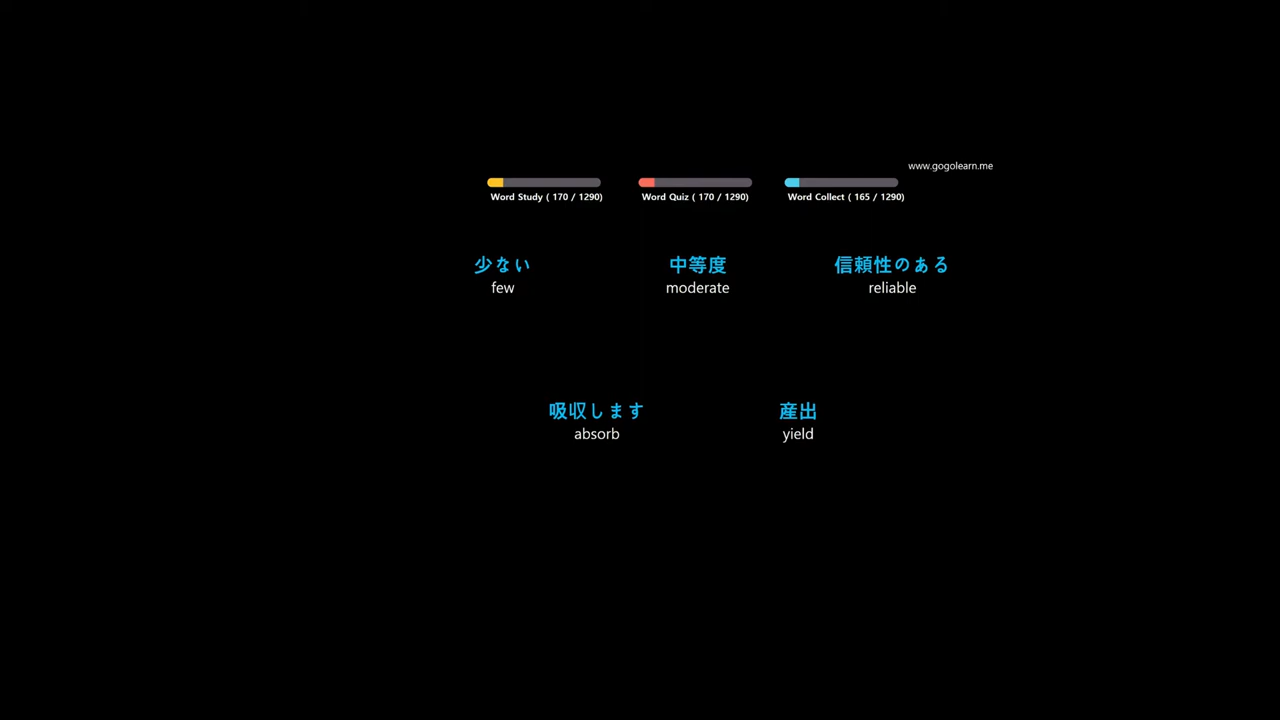 www.gogolearn.me
Word Study ( 170 / 1290)
Word Quiz ( 170 / 1290)
Word Collect ( 165 / 1290)
少ない
few
中等度
moderate
信頼性のある
reliable
吸収します
absorb
産出
yield